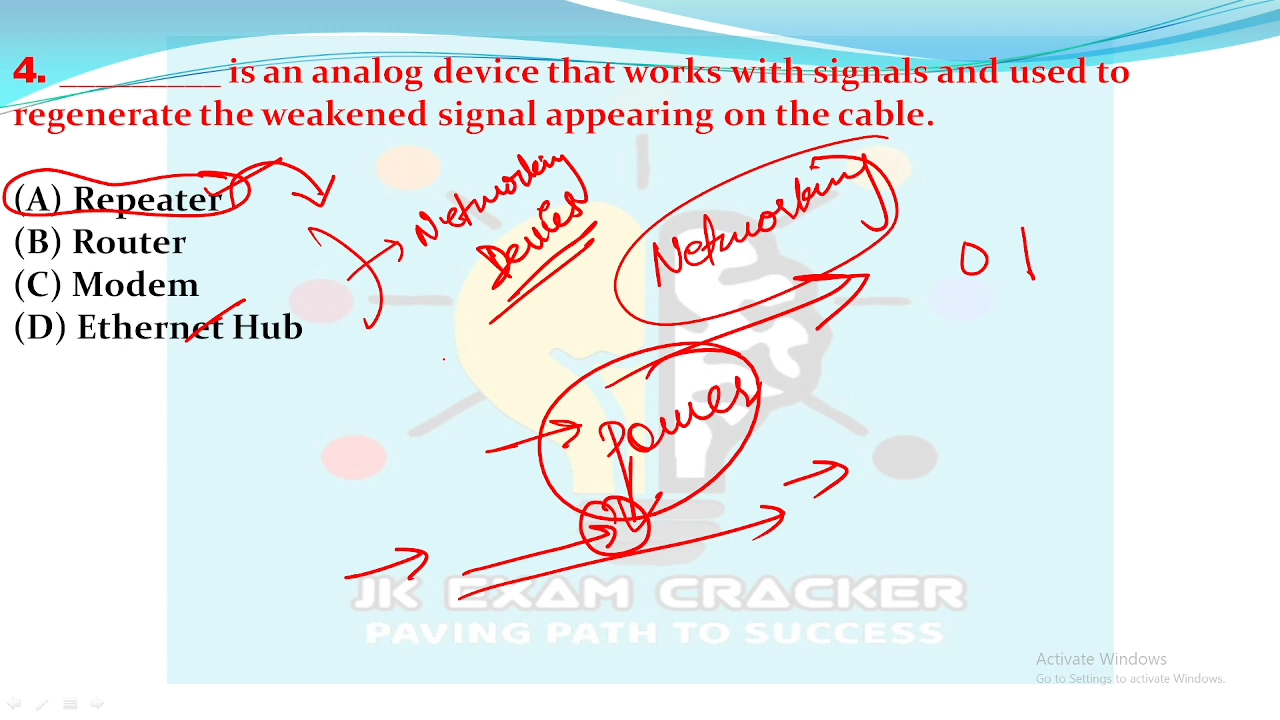 4. __________ is an analog device that works with signals and used to
regenerate the weakened signal appearing on the cable.
(A) Repeater
(B) Router
(C) Modem
(D) Ethernet Hub
Networking
Devices
Networking
0 1
Power
JK EXAM CRACKER
PAVING PATH TO SUCCESS
Activate Windows
Go to Settings to activate Windows.